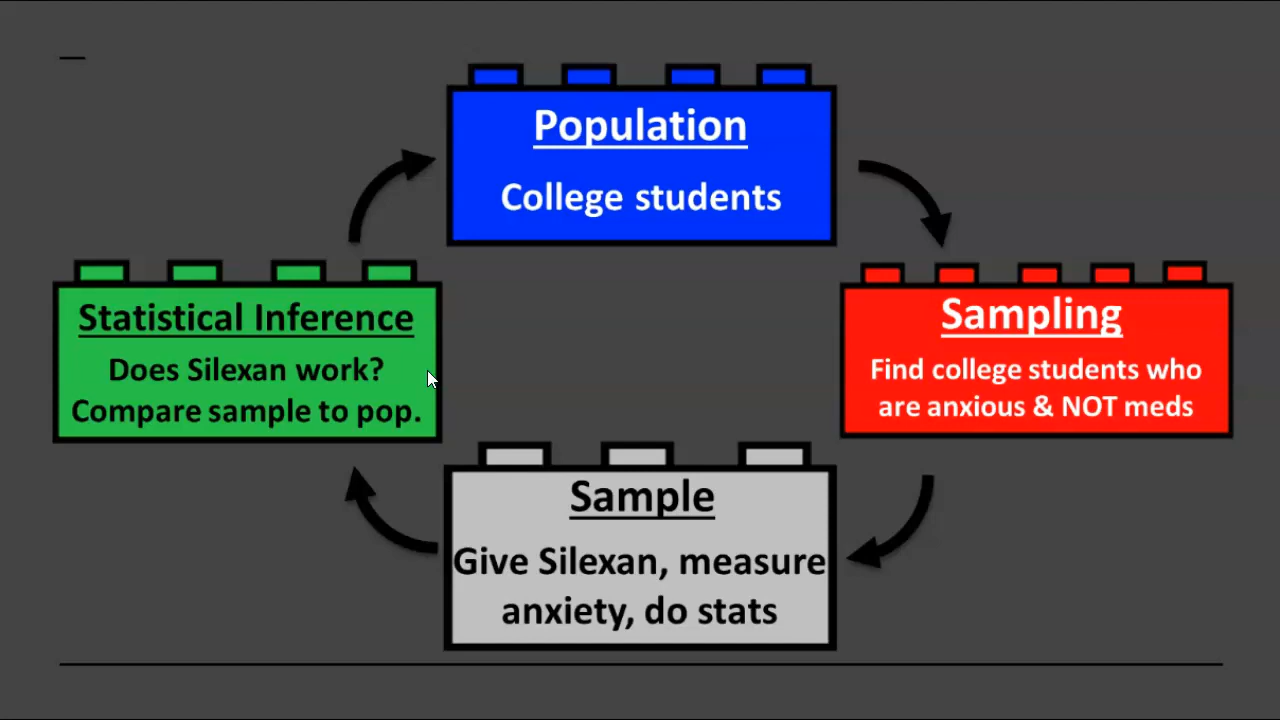 Population
College students
Sampling
Find college students who
are anxious & NOT meds
Sample
Give Silexan, measure
anxiety, do stats
Statistical Inference
Does Silexan work?
Compare sample to pop.